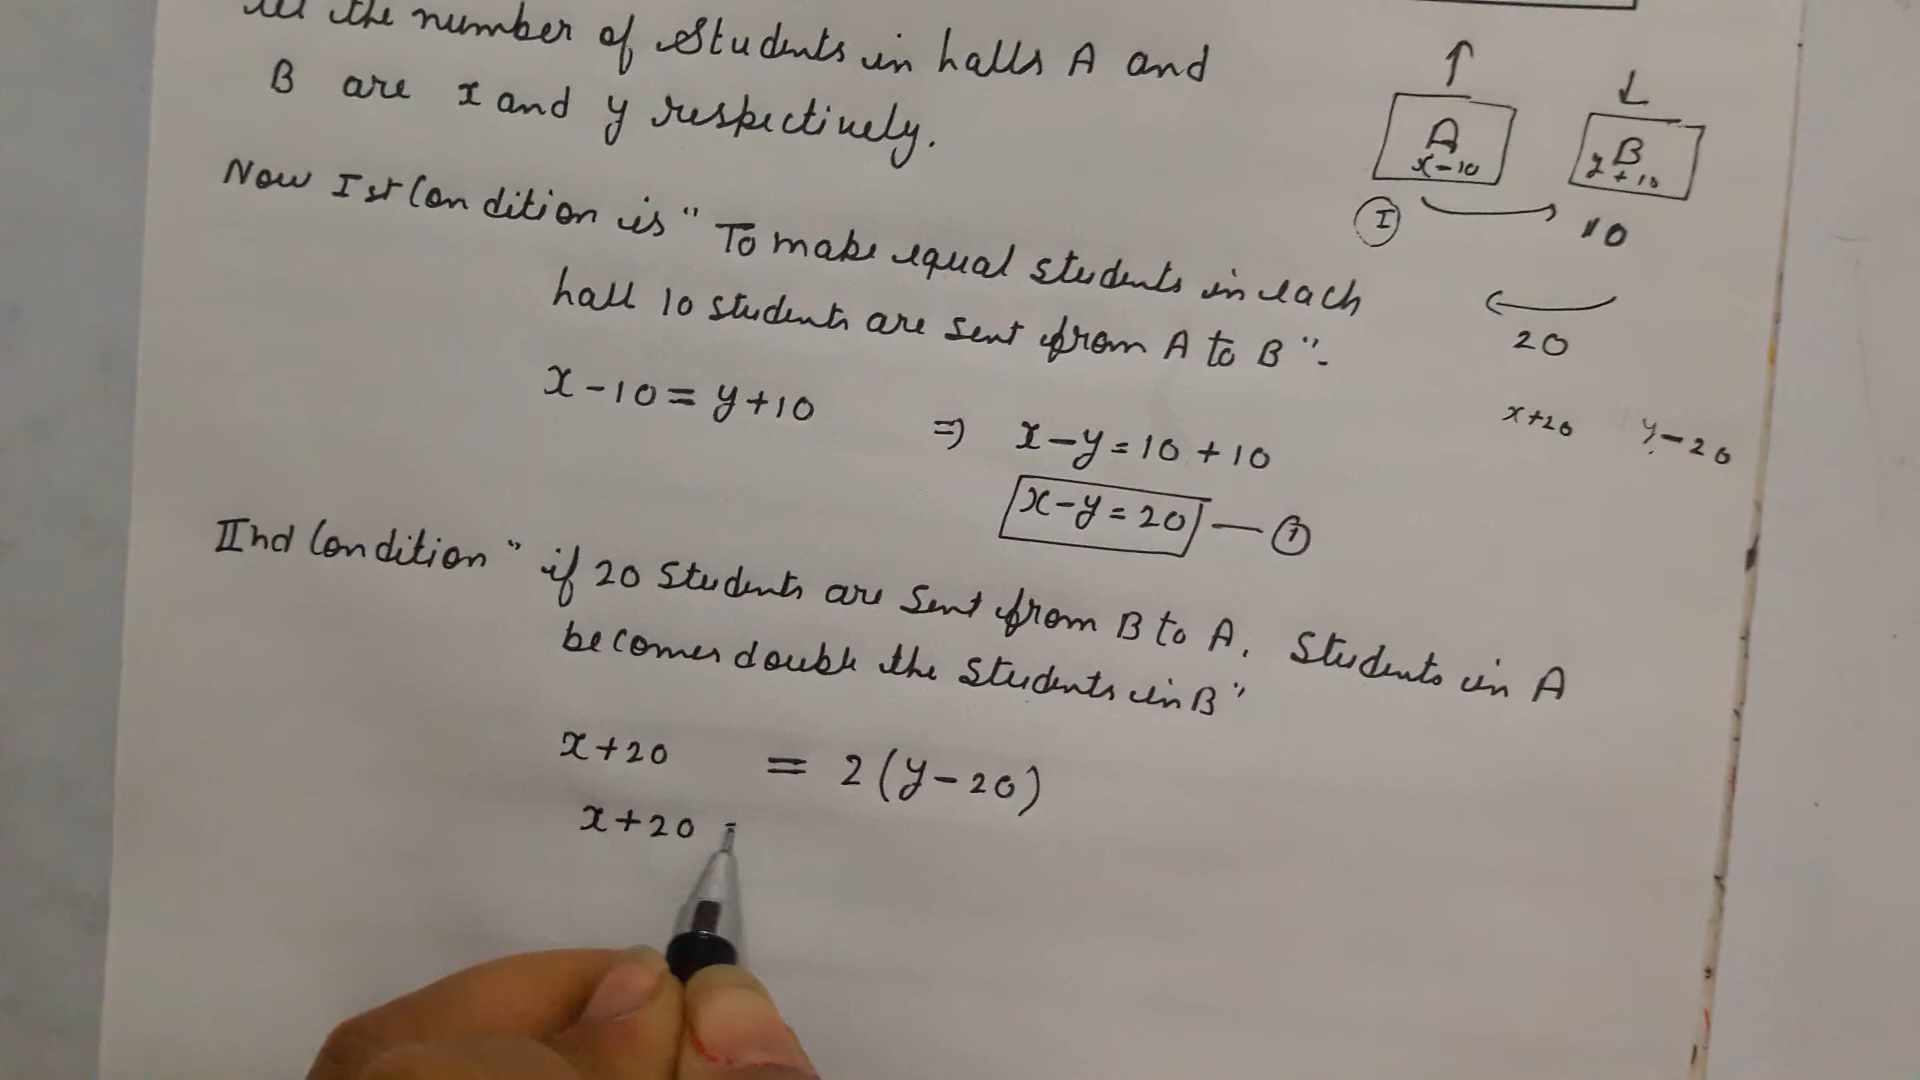 the number of Students in halls A and
B are x and y respectively.
Now Ist Condition is " To make equal students in each
hall 10 students are sent from A to B".
x - 10 = y + 10
⇒ x - y = 10 + 10
x - y = 20 — ①
IInd Condition " if 20 Students are sent from B to A. Students in A
becomes double the Students in B"
x + 20 = 2 (y - 20)
x + 20 =
↑ ↓
A B
x - 10 y + 10
Ⓘ → 10
←
20
x + 20 y - 20